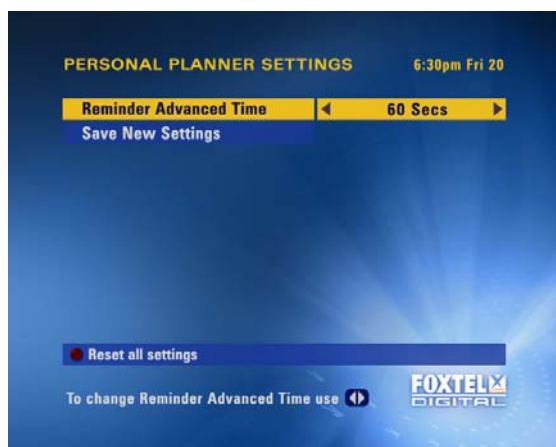 PERSONAL PLANNER SETTINGS 6:30pm Fri 20
Reminder Advanced Time 60 Secs
Save New Settings
Reset all settings
To change Reminder Advanced Time use
FOXTEL
DIGITAL